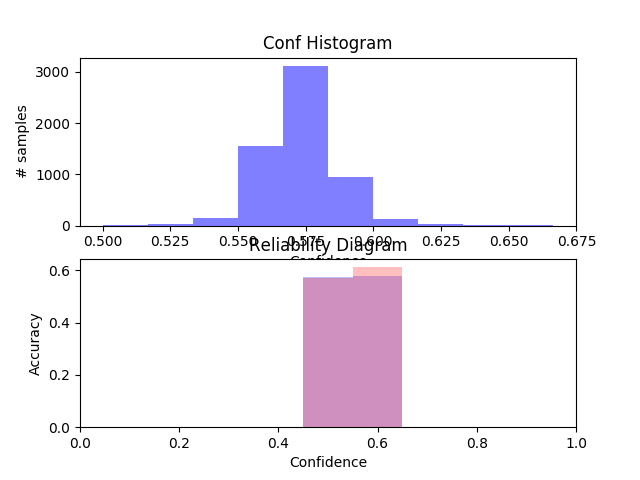 Conf Histogram
3000
2000
1000
0
# samples
0.500 0.525 0.550 0.575 0.600 0.625 0.650 0.675
Confidence
Reliability Diagram
0.6
0.4
0.2
0.0
Accuracy
0.0 0.2 0.4 0.6 0.8 1.0
Confidence